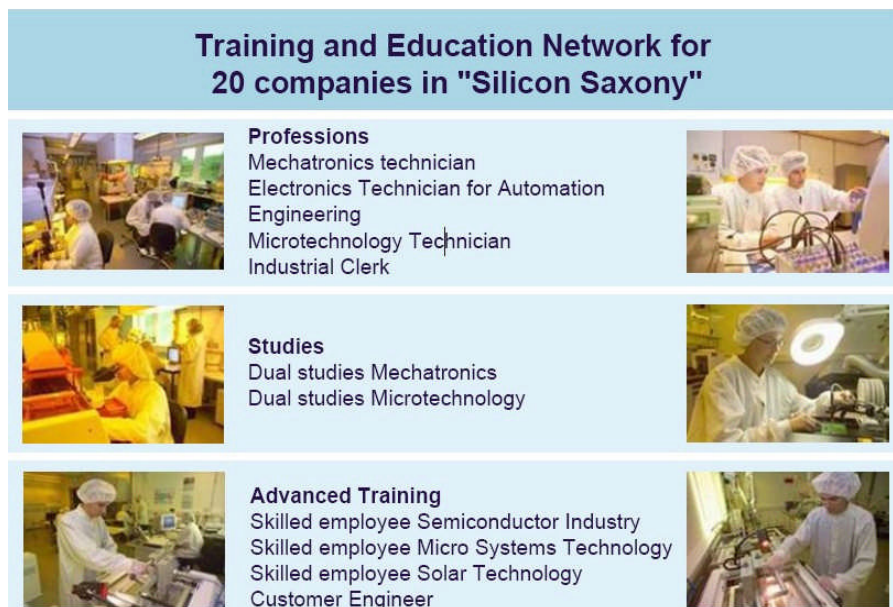 Training and Education Network for
20 companies in "Silicon Saxony"
Professions
Mechatronics technician
Electronics Technician for Automation
Engineering
Microtechnology Technician
Industrial Clerk
Studies
Dual studies Mechatronics
Dual studies Microtechnology
Advanced Training
Skilled employee Semiconductor Industry
Skilled employee Micro Systems Technology
Skilled employee Solar Technology
Customer Engineer